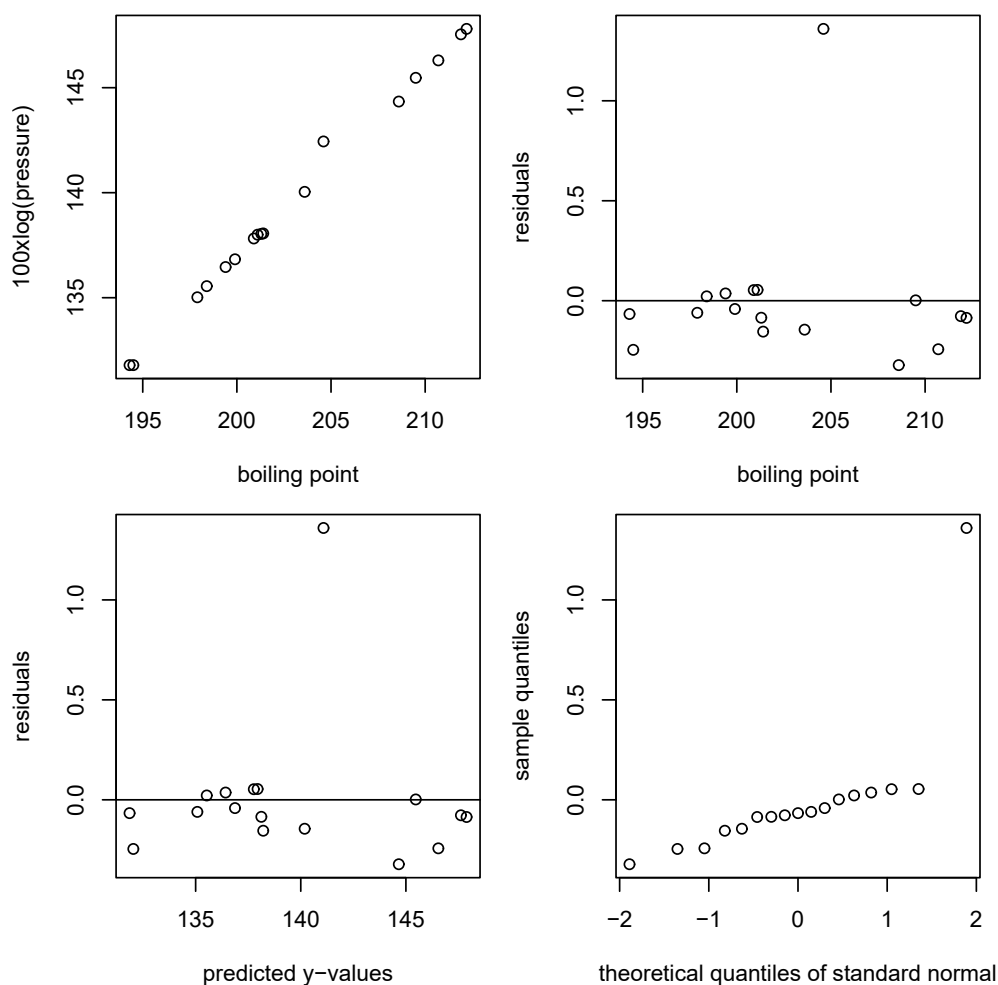 100xlog(pressure)
145
140
135
195 200 205 210
boiling point
residuals
1.0
0.5
0.0
195 200 205 210
boiling point
residuals
1.0
0.5
0.0
135 140 145
predicted y−values
sample quantiles
1.0
0.5
0.0
−2 −1 0 1 2
theoretical quantiles of standard normal